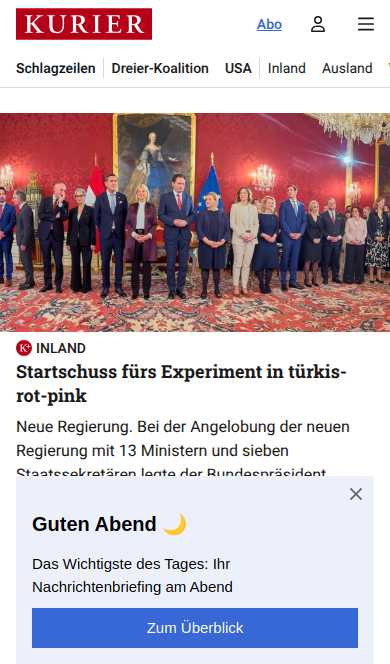 KURIER
Abo
Schlagzeilen Dreier-Koalition USA Inland Ausland
K+ INLAND
Startschuss fürs Experiment in türkis-
rot-pink
Neue Regierung. Bei der Angelobung der neuen
Regierung mit 13 Ministern und sieben
Staatssekretären legte der Bundespräsident
Guten Abend 🌙
Das Wichtigste des Tages: Ihr
Nachrichtenbriefing am Abend
Zum Überblick